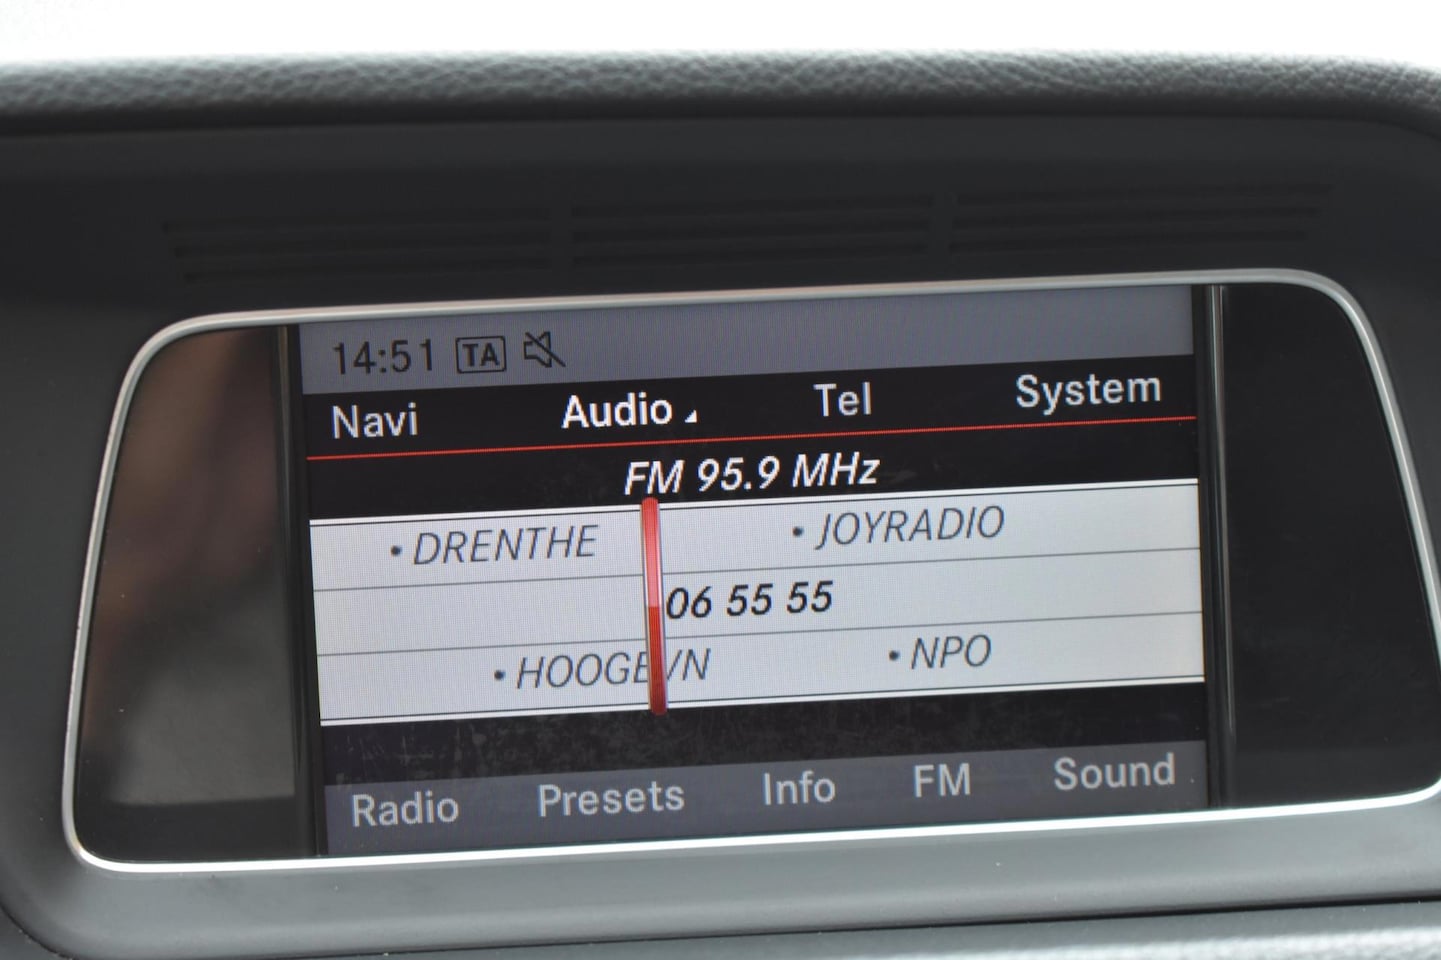 14:51 TA
Navi Audio Tel System
FM 95.9 MHz
• DRENTHE • JOYRADIO
06 55 55
• HOOGEVN • NPO
Radio Presets Info FM Sound